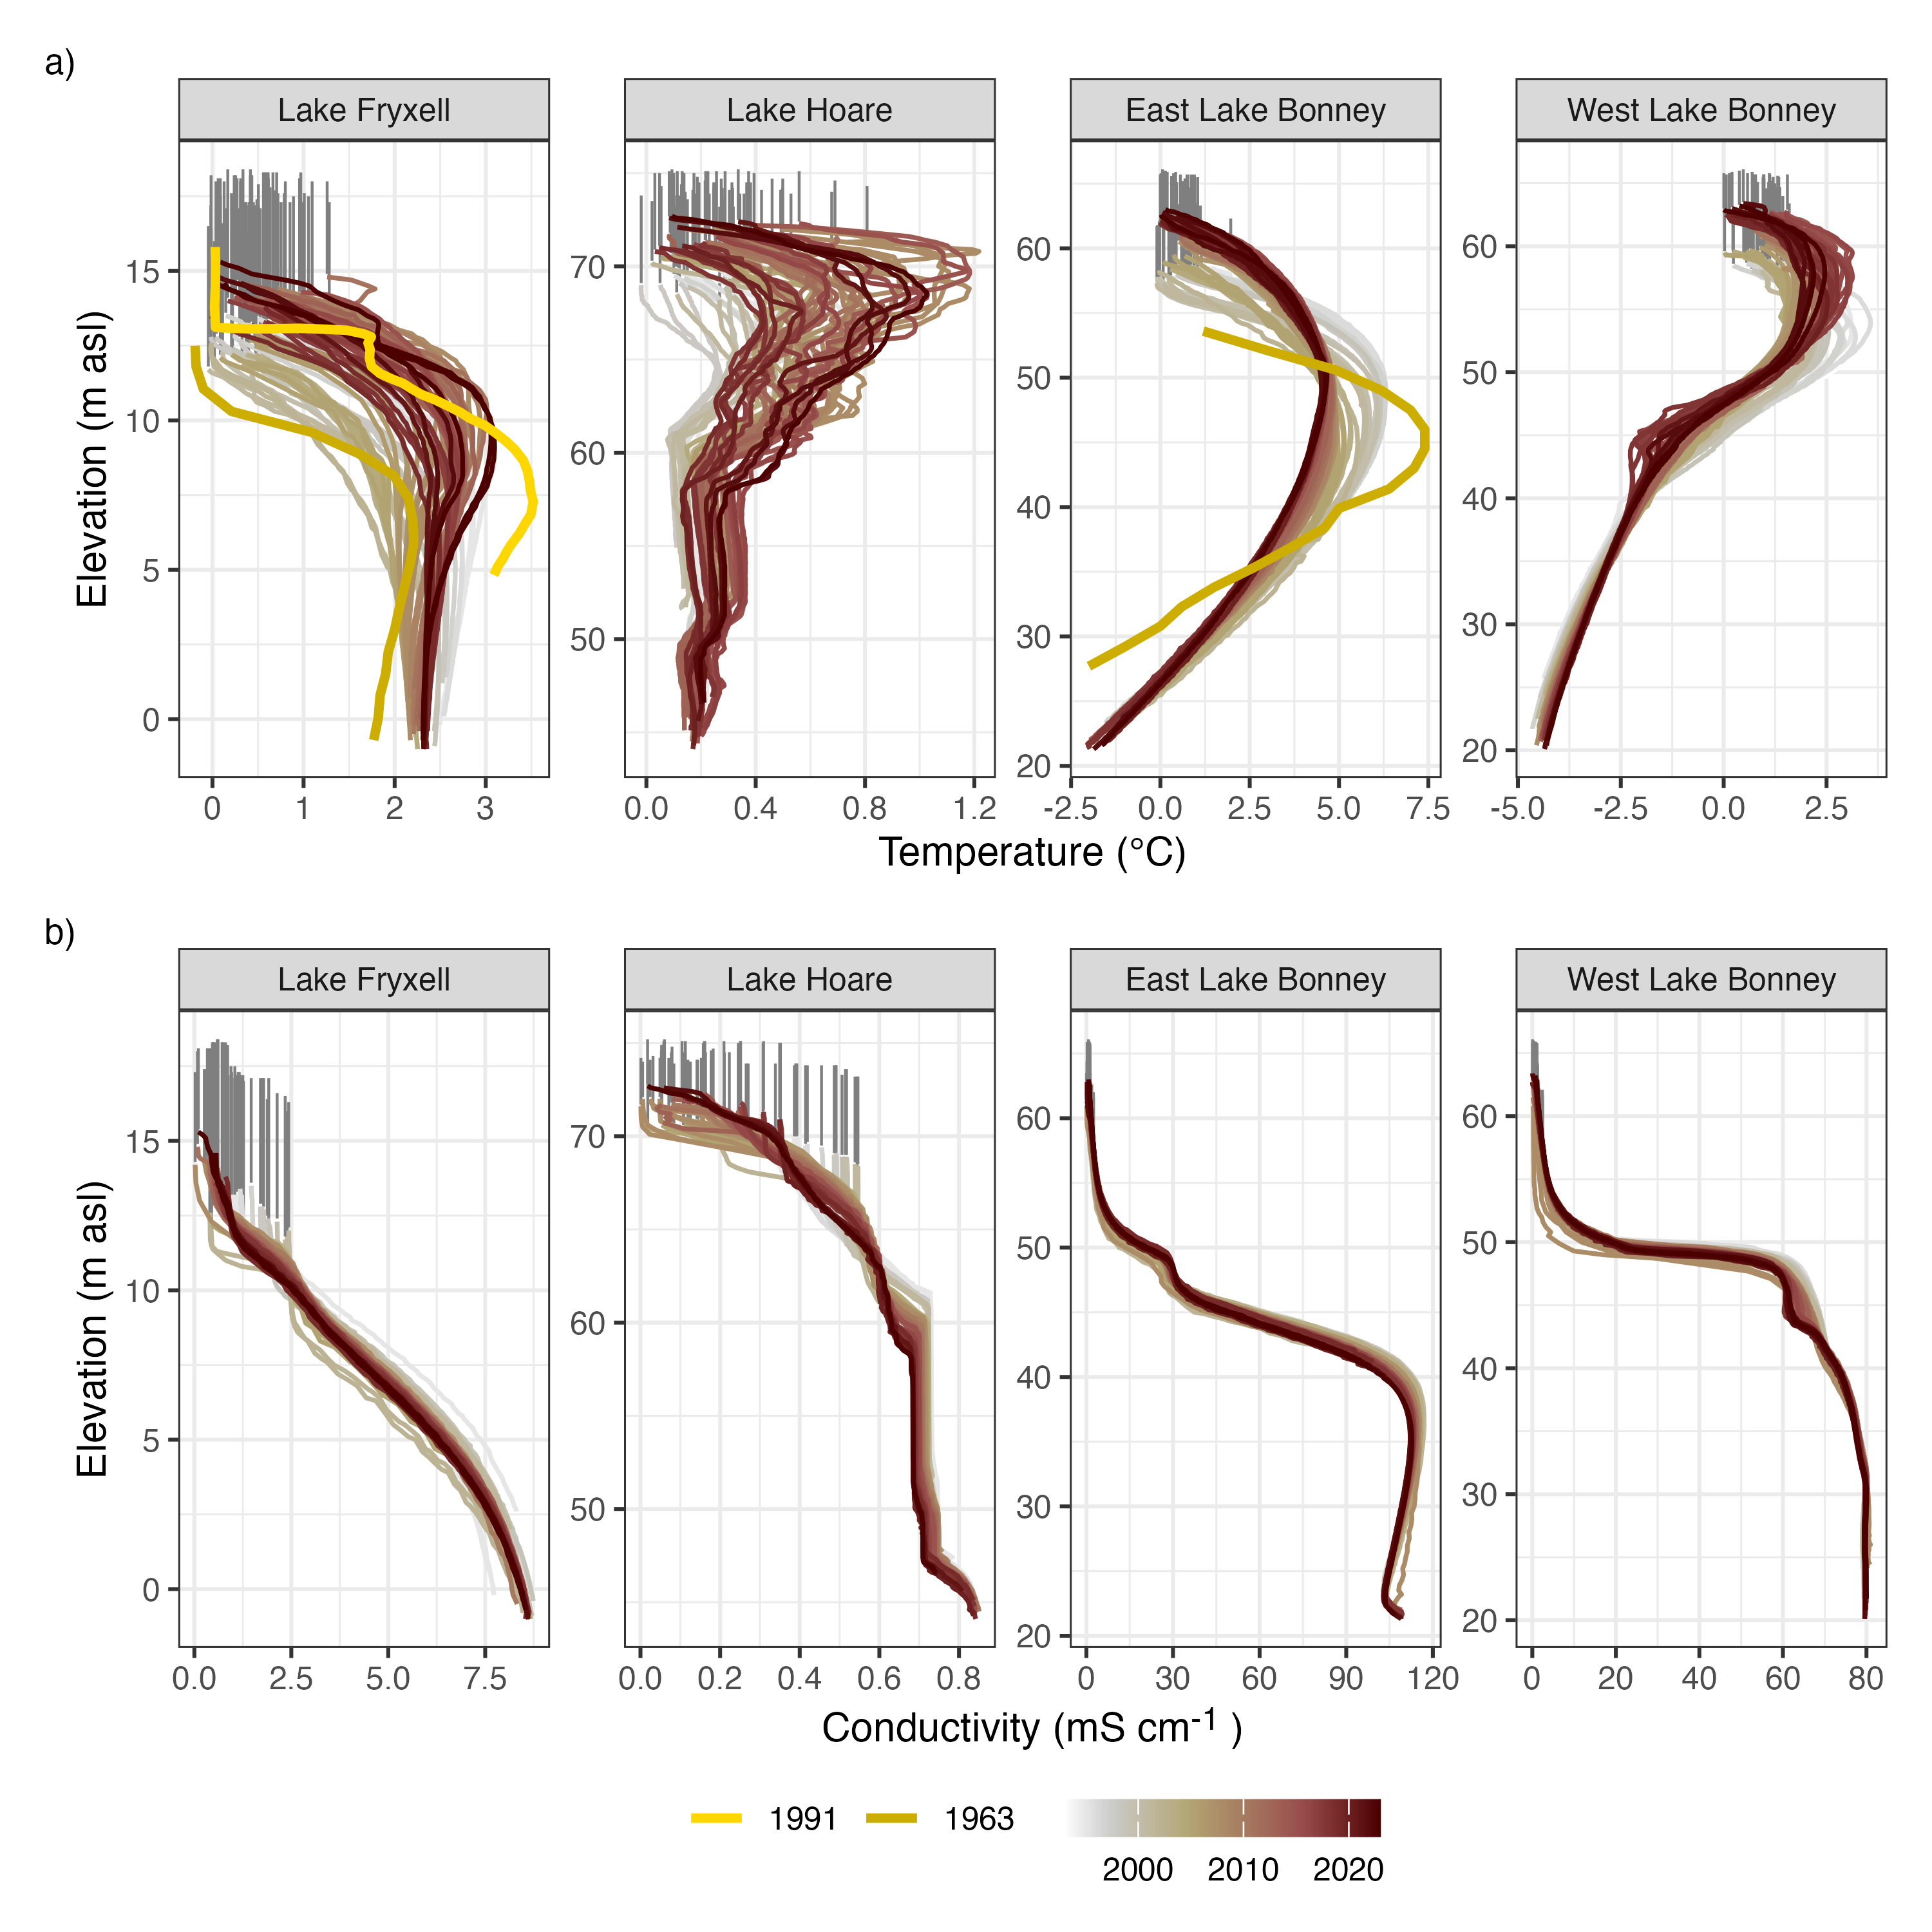 a)
Lake Fryxell Lake Hoare East Lake Bonney West Lake Bonney
Elevation (m asl)
15 10 5 0
70 60 50
60 50 40 30 20
60 50 40 30 20
0 1 2 3 0.0 0.4 0.8 1.2 -2.5 0.0 2.5 5.0 7.5 -5.0 -2.5 0.0 2.5
Temperature (°C)
b)
Lake Fryxell Lake Hoare East Lake Bonney West Lake Bonney
Elevation (m asl)
15 10 5 0
70 60 50
60 50 40 30 20
60 50 40 30 20
0.0 2.5 5.0 7.5 0.0 0.2 0.4 0.6 0.8 0 30 60 90 120 0 20 40 60 80
Conductivity (mS cm⁻¹ )
1991 1963
2000 2010 2020